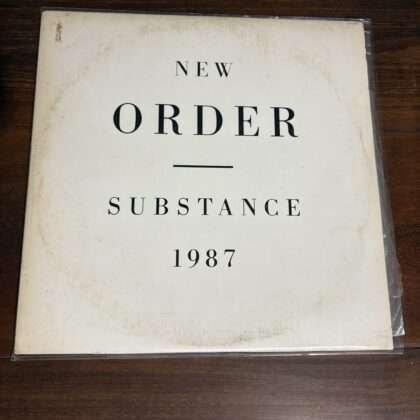 NEW
ORDER
SUBSTANCE
1987